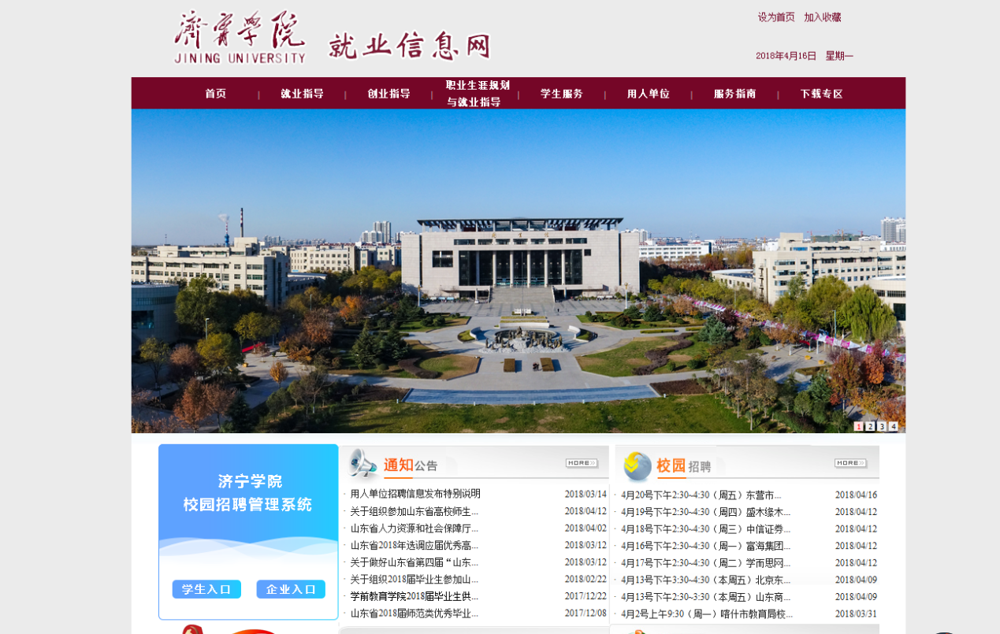 濟寧學院
JINING UNIVERSITY
就业信息网
设为首页 加入收藏
2018年4月16日 星期一
首页 | 就业指导 | 创业指导 | 职业生涯规划与就业指导 | 学生服务 | 用人单位 | 服务指南 | 下载专区
1 2 3 4
济宁学院
校园招聘管理系统
学生入口 企业入口
通知公告 MORE
· 用人单位招聘信息发布特别说明 2018/03/14
· 关于组织参加山东省高校师生... 2018/04/12
· 山东省人力资源和社会保障厅... 2018/04/02
· 山东省2018年选调应届优秀高... 2018/03/12
· 关于做好山东省第四届“山东... 2018/03/12
· 关于组织2018届毕业生参加山... 2018/02/22
· 学前教育学院2018届毕业生供... 2017/12/22
· 山东省2018届师范类优秀毕业... 2017/12/08
校园招聘 MORE
· 4月20号下午2:30~4:30（周五）东营市... 2018/04/16
· 4月19号下午2:30~4:30（周四）盛木缘木... 2018/04/12
· 4月18号下午2:30~4:30（周三）中信证券... 2018/04/12
· 4月16号下午2:30~4:30（周一）富海集团... 2018/04/12
· 4月17号下午2:30~4:30（周二）学而思网... 2018/04/12
· 4月13号下午3:30~4:30（本周五）北京东... 2018/04/09
· 4月13号下午2:30~3:30（本周五）山东商... 2018/04/09
· 4月2号上午9:30（周一）喀什市教育局校... 2018/03/31